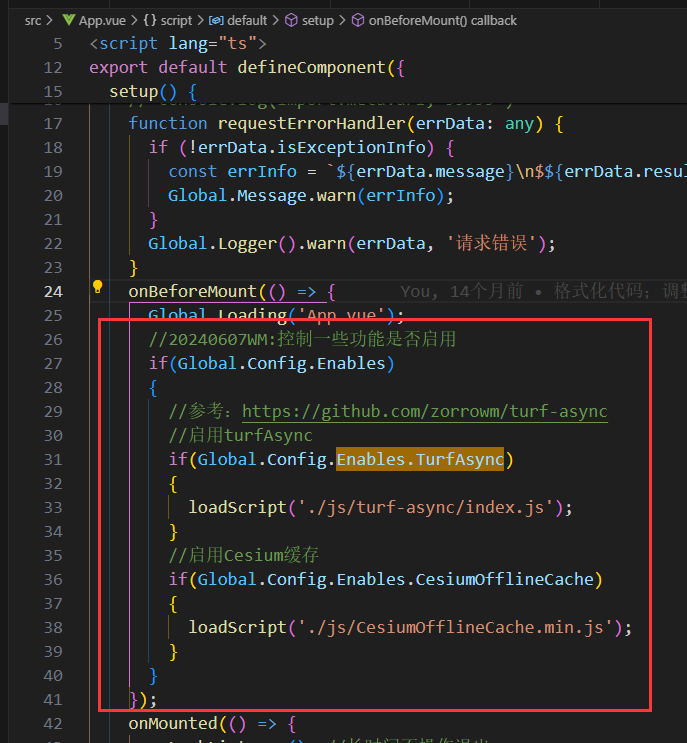 src > App.vue > {} script > default > setup > onBeforeMount() callback
5 <script lang="ts">
12 export default defineComponent({
15 setup() {
17 function requestErrorHandler(errData: any) {
18 if (!errData.isExceptionInfo) {
19 const errInfo = `${errData.message}\n$${errData.resul
20 Global.Message.warn(errInfo);
21 }
22 Global.Logger().warn(errData, '请求错误');
23 }
24 onBeforeMount(() => { You, 14个月前 • 格式化代码；调整
25 Global.Loading('App.vue');
26 //20240607WM:控制一些功能是否启用
27 if(Global.Config.Enables)
28 {
29 //参考：https://github.com/zorrowm/turf-async
30 //启用turfAsync
31 if(Global.Config.Enables.TurfAsync)
32 {
33 loadScript('./js/turf-async/index.js');
34 }
35 //启用Cesium缓存
36 if(Global.Config.Enables.CesiumOfflineCache)
37 {
38 loadScript('./js/CesiumOfflineCache.min.js');
39 }
40 }
41 });
42 onMounted(() => {